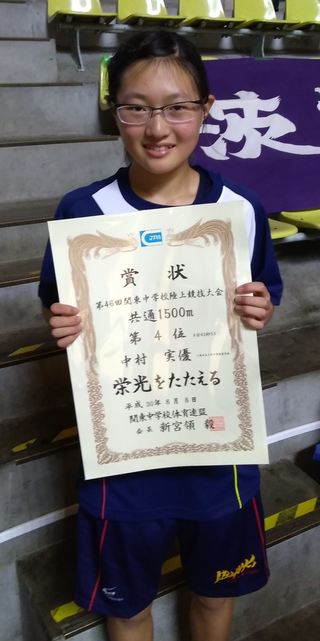 賞状
第46回関東中学校陸上競技大会
共通1500m
第4位
中村 実優
栄光をたたえる
平成30年8月8日
関東中学校体育連盟
会長 新宮領 毅